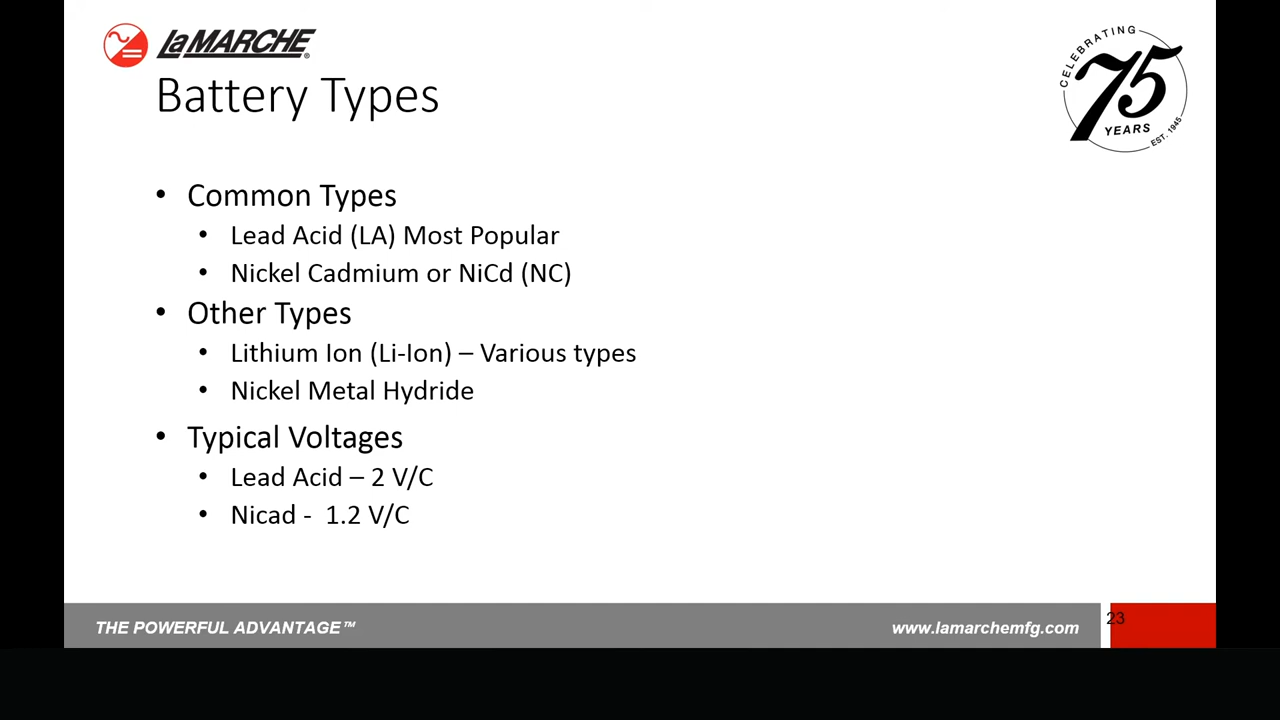 LaMARCHE®
CELEBRATING
75
YEARS
EST. 1945
Battery Types
• Common Types
• Lead Acid (LA) Most Popular
• Nickel Cadmium or NiCd (NC)
• Other Types
• Lithium Ion (Li-Ion) – Various types
• Nickel Metal Hydride
• Typical Voltages
• Lead Acid – 2 V/C
• Nicad -  1.2 V/C
THE POWERFUL ADVANTAGE™
www.lamarchemfg.com
23